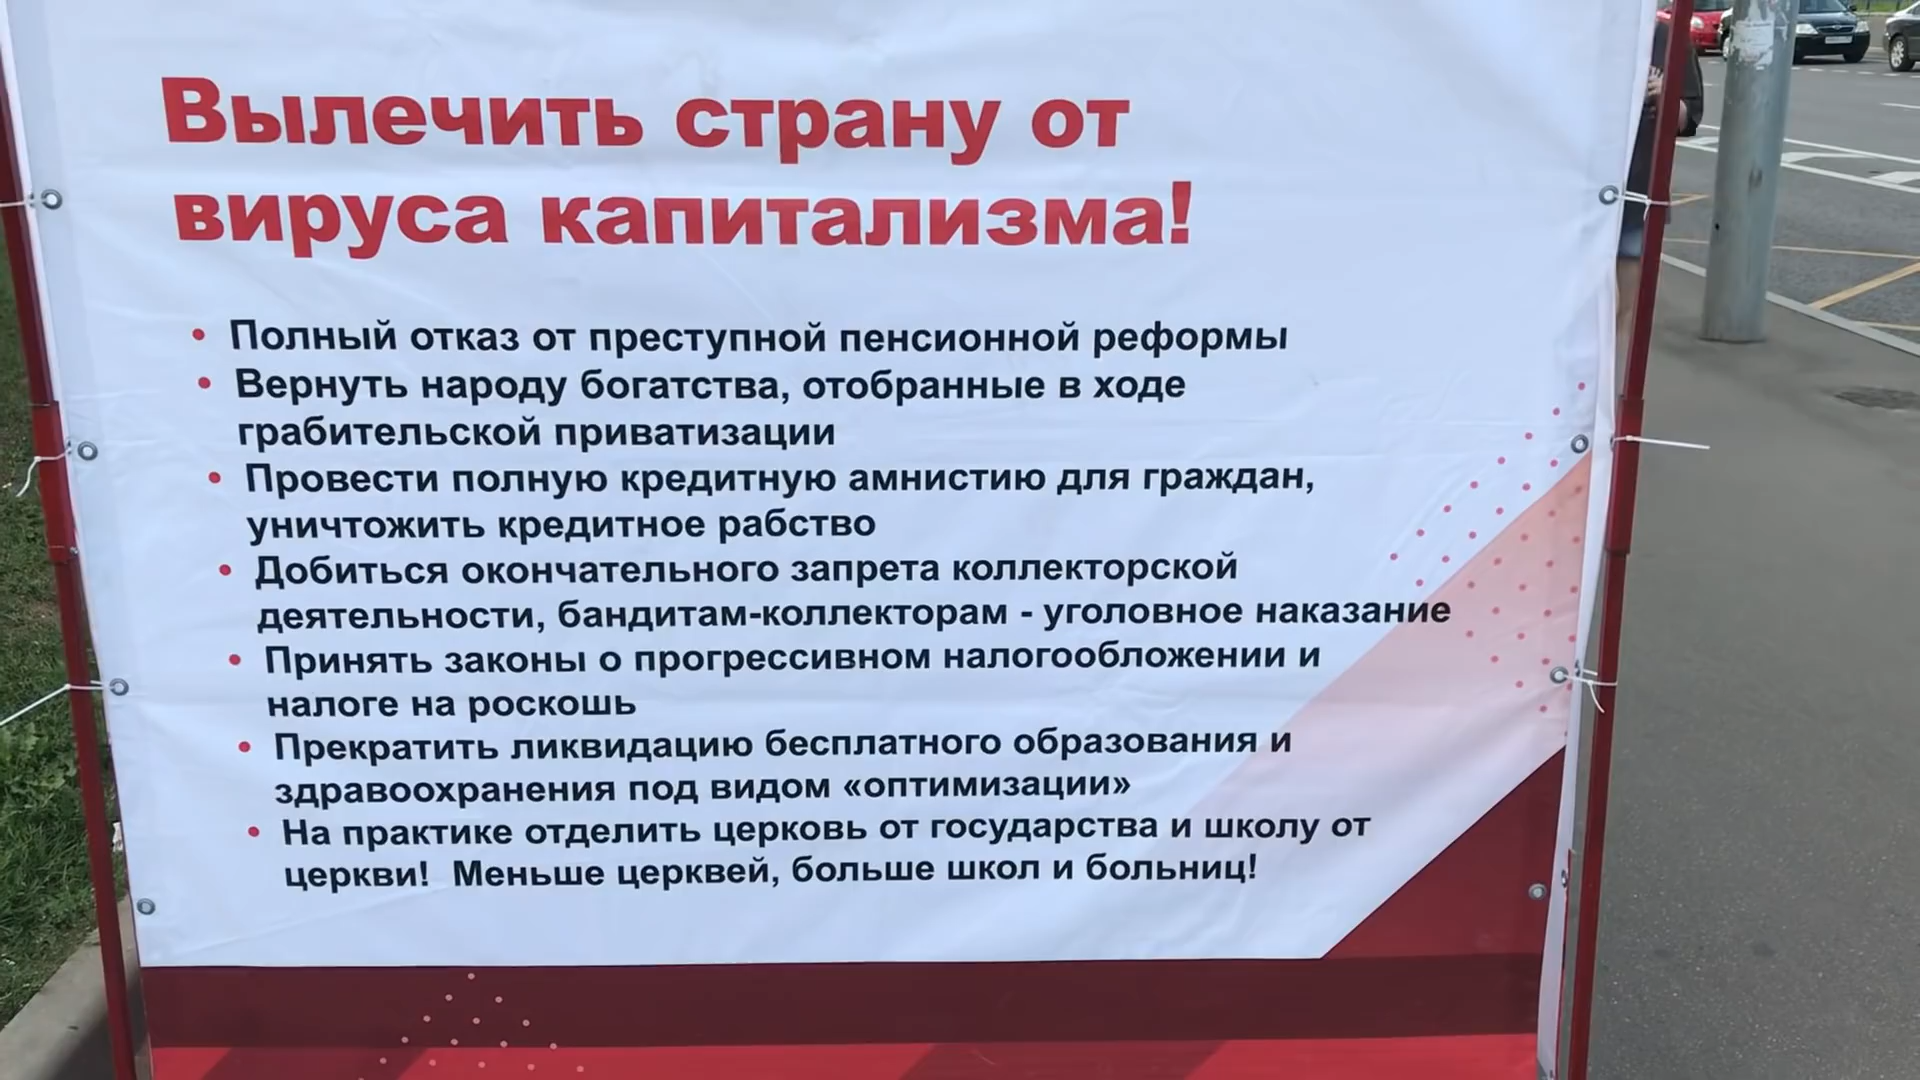 Вылечить страну от
вируса капитализма!
• Полный отказ от преступной пенсионной реформы
• Вернуть народу богатства, отобранные в ходе
грабительской приватизации
• Провести полную кредитную амнистию для граждан,
уничтожить кредитное рабство
• Добиться окончательного запрета коллекторской
деятельности, бандитам-коллекторам - уголовное наказание
• Принять законы о прогрессивном налогообложении и
налоге на роскошь
• Прекратить ликвидацию бесплатного образования и
здравоохранения под видом «оптимизации»
• На практике отделить церковь от государства и школу от
церкви! Меньше церквей, больше школ и больниц!